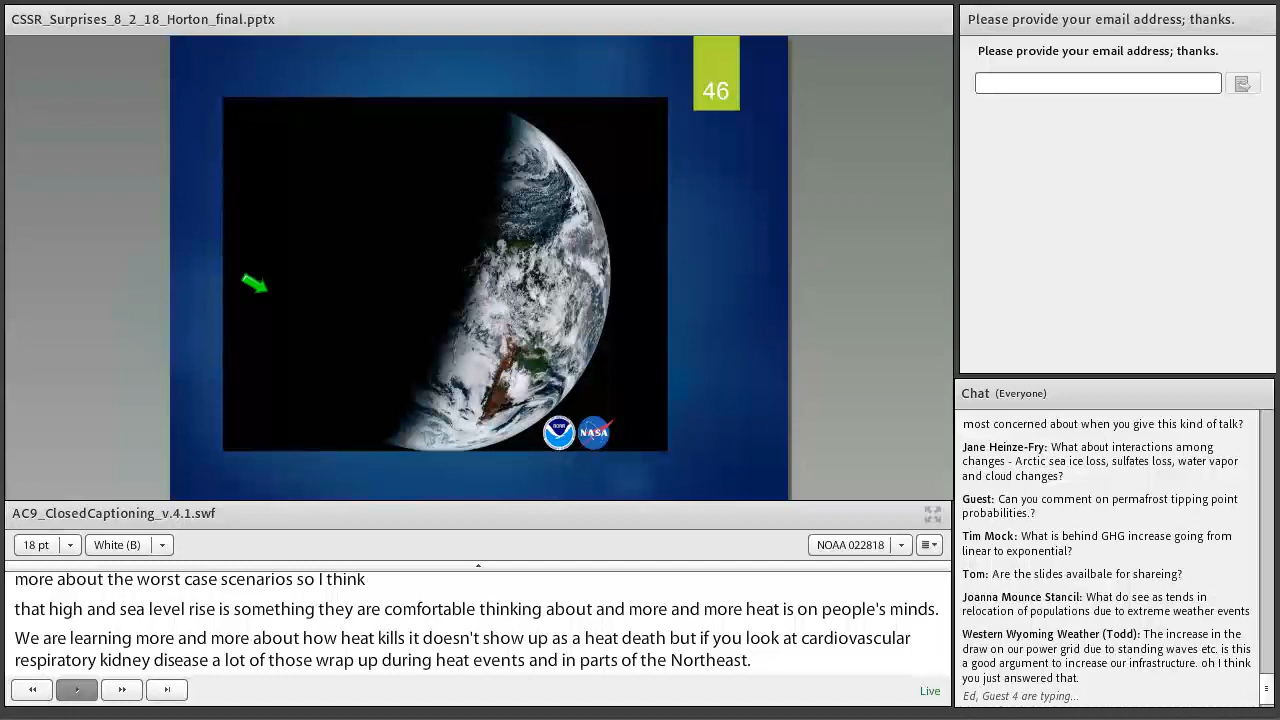 CSSR_Surprises_8_2_18_Horton_final.pptx
46
NOAA
NASA
AC9_ClosedCaptioning_v.4.1.swf
18 pt
White (B)
NOAA 022818
more about the worst case scenarios so I think
that high and sea level rise is something they are comfortable thinking about and more and more heat is on people's minds.
We are learning more and more about how heat kills it doesn't show up as a heat death but if you look at cardiovascular
respiratory kidney disease a lot of those wrap up during heat events and in parts of the Northeast.
Live
Please provide your email address; thanks.
Please provide your email address; thanks.
Chat (Everyone)
most concerned about when you give this kind of talk?
Jane Heinze-Fry: What about interactions among
changes - Arctic sea ice loss, sulfates loss, water vapor
and cloud changes?
Guest: Can you comment on permafrost tipping point
probabilities.?
Tim Mock: What is behind GHG increase going from
linear to exponential?
Tom: Are the slides availbale for shareing?
Joanna Mounce Stancil: What do see as tends in
relocation of populations due to extreme weather events
Western Wyoming Weather (Todd): The increase in the
draw on our power grid due to standing waves etc. is this
a good argument to increase our infrastructure. oh I think
you just answered that.
Ed, Guest 4 are typing...